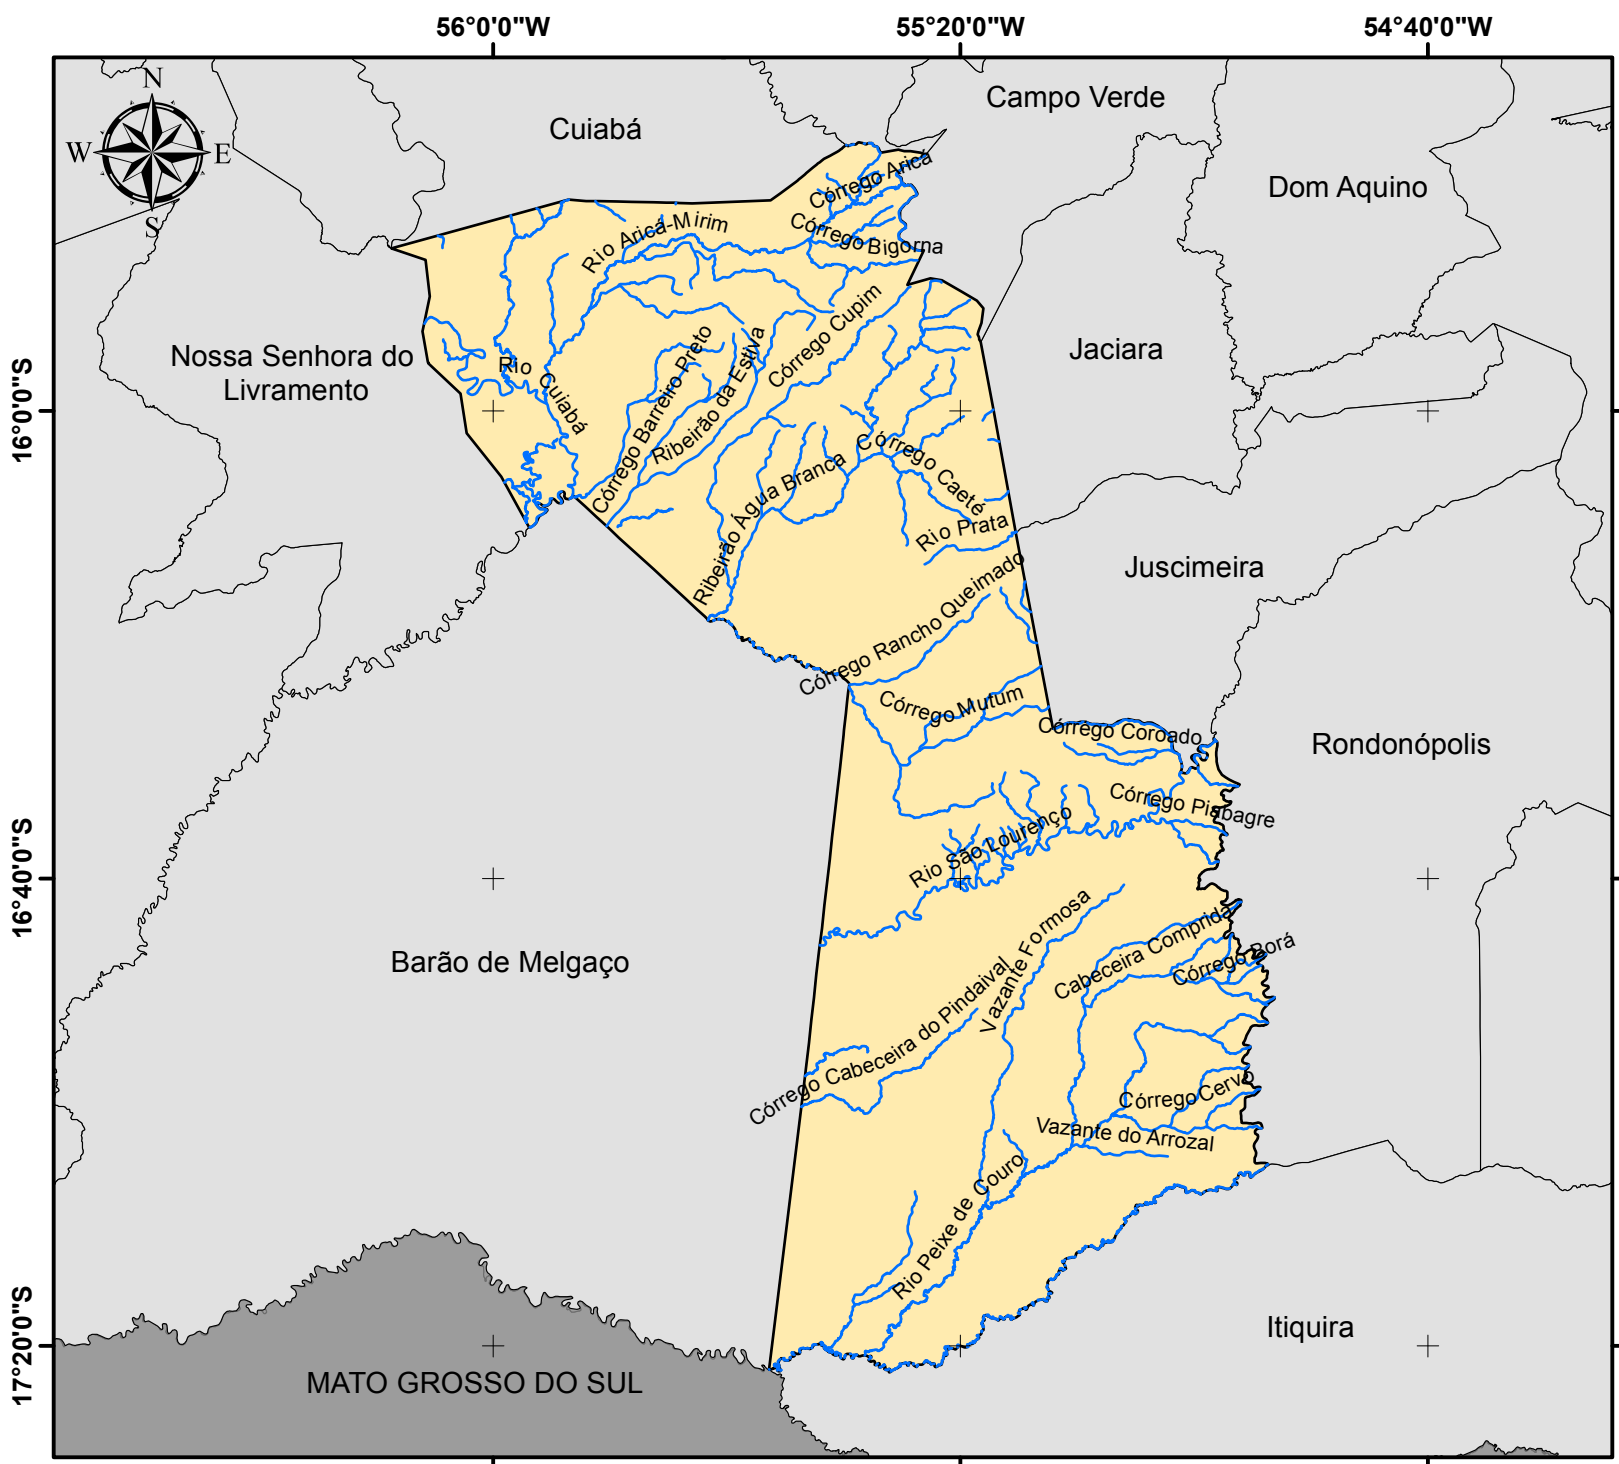 56°0'0"W
55°20'0"W
54°40'0"W
N
W
E
S
Cuiabá
Campo Verde
Dom Aquino
Córrego Aricá
Rio Aricá-Mirim
Córrego Bigorna
Nossa Senhora do
Livramento
Jaciara
Córrego Cupim
Rio Cuiabá
Córrego Barreiro Preto
Ribeirão da Estiva
16°0'0"S
Córrego Caeté
Ribeirão Água Branca
Rio Prata
Juscimeira
Córrego Rancho Queimado
Córrego Mutum
Córrego Coroado
Rondonópolis
Córrego Piabagre
Rio São Lourenço
16°40'0"S
Vazante Formosa
Cabeceira Comprida
Córrego Borá
Barão de Melgaço
Córrego Cabeceira do Pindaival
Córrego Cervo
Vazante do Arrozal
Rio Peixe de Couro
Itiquira
17°20'0"S
MATO GROSSO DO SUL